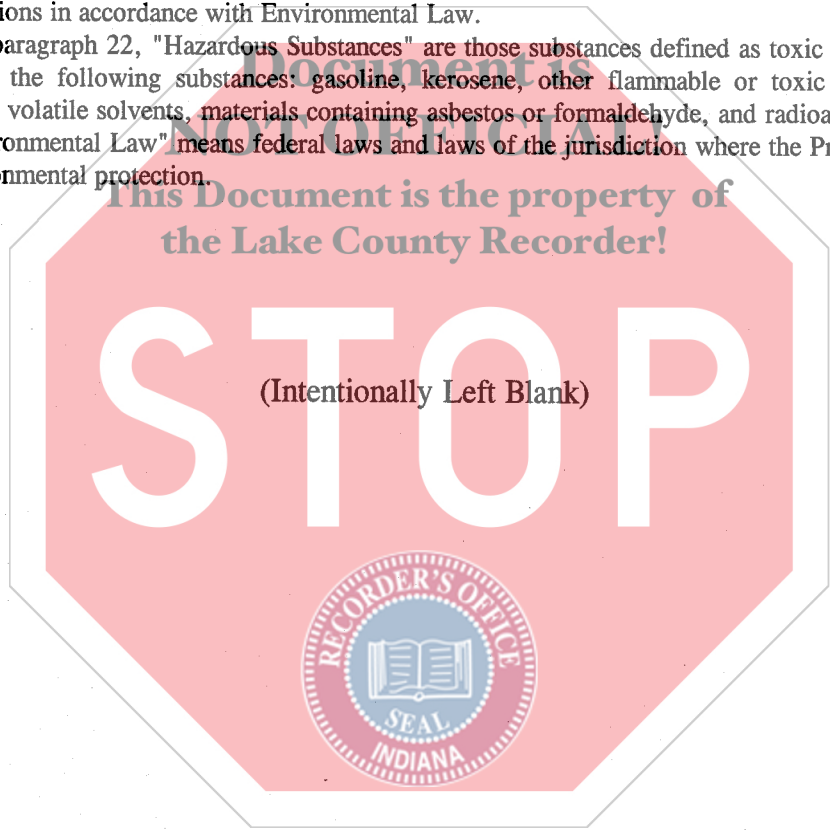 ions in accordance with Environmental Law.
aragraph 22, "Hazardous Substances" are those substances defined as toxic
the following substances: gasoline, kerosene, other flammable or toxic
volatile solvents, materials containing asbestos or formaldehyde, and radioa
ronmental Law" means federal laws and laws of the jurisdiction where the Pr
nmental protection.
Document is
NOT OFFICIAL!
This Document is the property of
the Lake County Recorder!
(Intentionally Left Blank)
STOP
RECORDER'S OFFICE
SEAL
INDIANA